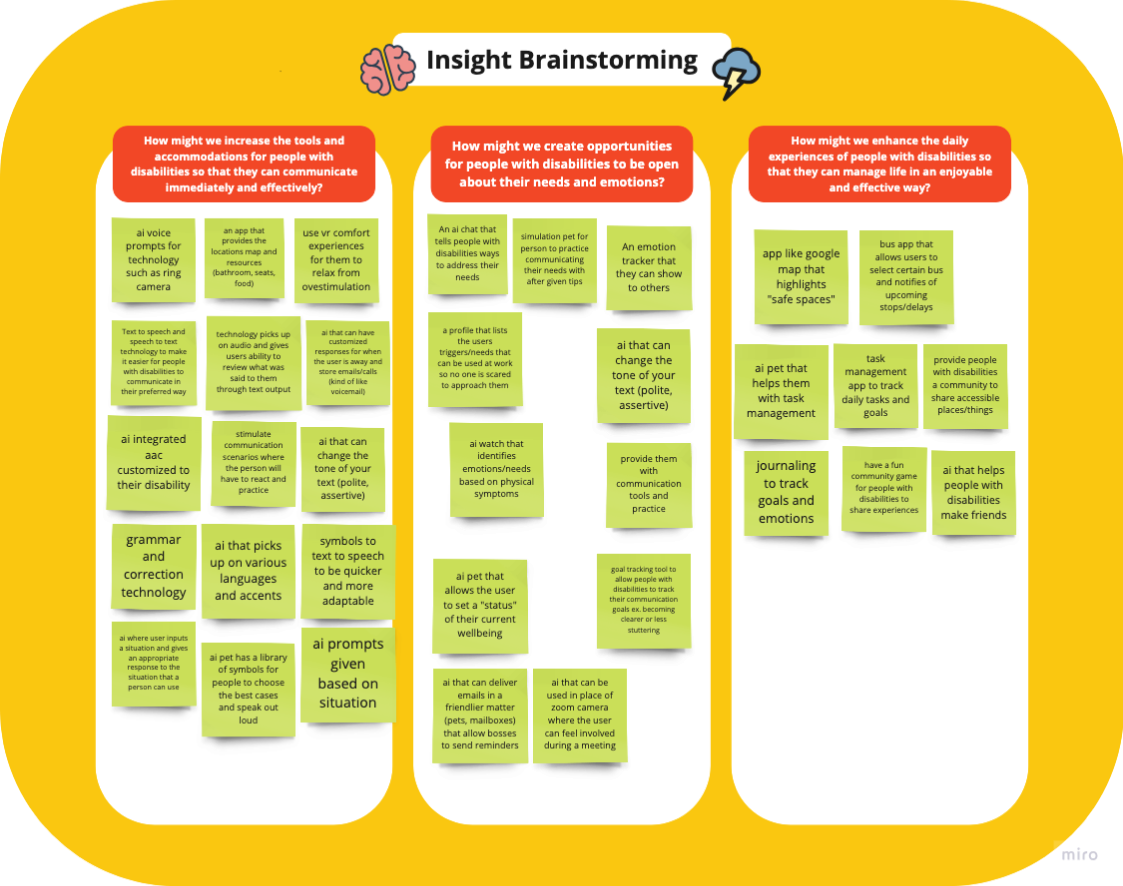 Insight Brainstorming
How might we increase the tools and
accommodations for people with
disabilities so that they can communicate
immediately and effectively?
ai voice
prompts for
technology
such as ring
camera
an app that
provides the
locations map and
resources
(bathroom, seats,
food)
use vr comfort
experiences
for them to
relax from
ovestimulation
Text to speech and
speech to text
technology to make
it easier for people
with disabilities to
communicate in
their preferred way
technology picks up
on audio and gives
users ability to
review what was
said to them
through text output
ai that can have
customized
responses for when
the user is away and
store emails/calls
(kind of like
voicemail)
ai integrated
aac
customized to
their disability
stimulate
communication
scenarios where
the person will
have to react and
practice
ai that can
change the
tone of your
text (polite,
assertive)
grammar
and
correction
technology
ai that picks
up on various
languages
and accents
symbols to
text to speech
to be quicker
and more
adaptable
ai where user inputs
a situation and gives
an appropriate
response to the
situation that a
person can use
ai pet has a library
of symbols for
people to choose
the best cases
and speak out
loud
ai prompts
given
based on
situation
How might we create opportunities
for people with disabilities to be open
about their needs and emotions?
An ai chat that
tells people with
disabilities ways
to address their
needs
simulation pet for
person to practice
communicating
their needs with
after given tips
An emotion
tracker that
they can show
to others
a profile that lists
the users
triggers/needs that
can be used at work
so no one is scared
to approach them
ai that can
change the
tone of your
text (polite,
assertive)
ai watch that
identifies
emotions/needs
based on physical
symptoms
provide them
with
communication
tools and
practice
ai pet that
allows the user
to set a "status"
of their current
wellbeing
goal tracking tool to
allow people with
disabilities to track
their communication
goals ex. becoming
clearer or less
stuttering
ai that can deliver
emails in a
friendlier matter
(pets, mailboxes)
that allow bosses
to send reminders
ai that can be
used in place of
zoom camera
where the user
can feel involved
during a meeting
How might we enhance the daily
experiences of people with disabilities so
that they can manage life in an enjoyable
and effective way?
app like google
map that
highlights
"safe spaces"
bus app that
allows users to
select certain bus
and notifies of
upcoming
stops/delays
ai pet that
helps them
with task
management
task
management
app to track
daily tasks and
goals
provide people
with disabilities
a community to
share accessible
places/things
journaling
to track
goals and
emotions
have a fun
community game
for people with
disabilities to
share experiences
ai that helps
people with
disabilities
make friends
miro